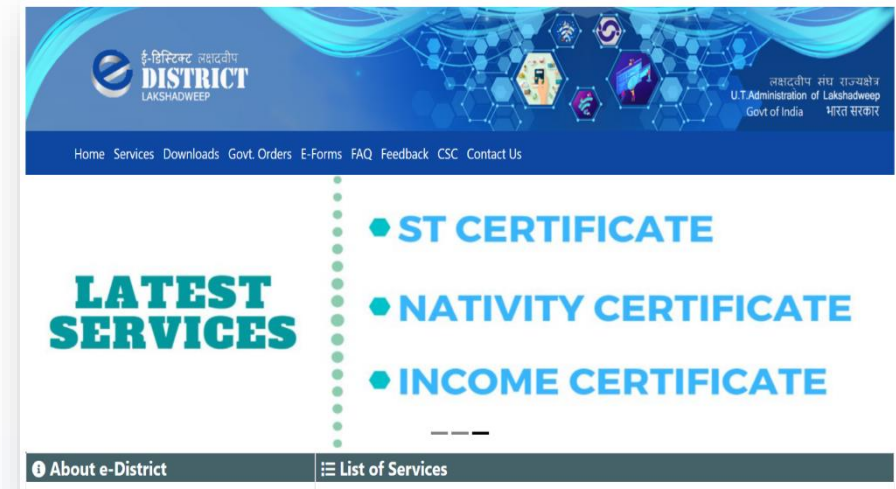 ई-डिस्ट्रिक्ट लक्षद्वीप
DISTRICT
LAKSHADWEEP
लक्षद्वीप संघ राज्यक्षेत्र
U.T.Administration of Lakshadweep
Govt of India भारत सरकार
Home Services Downloads Govt. Orders E-Forms FAQ Feedback CSC Contact Us
LATEST
SERVICES
ST CERTIFICATE
NATIVITY CERTIFICATE
INCOME CERTIFICATE
About e-District
List of Services